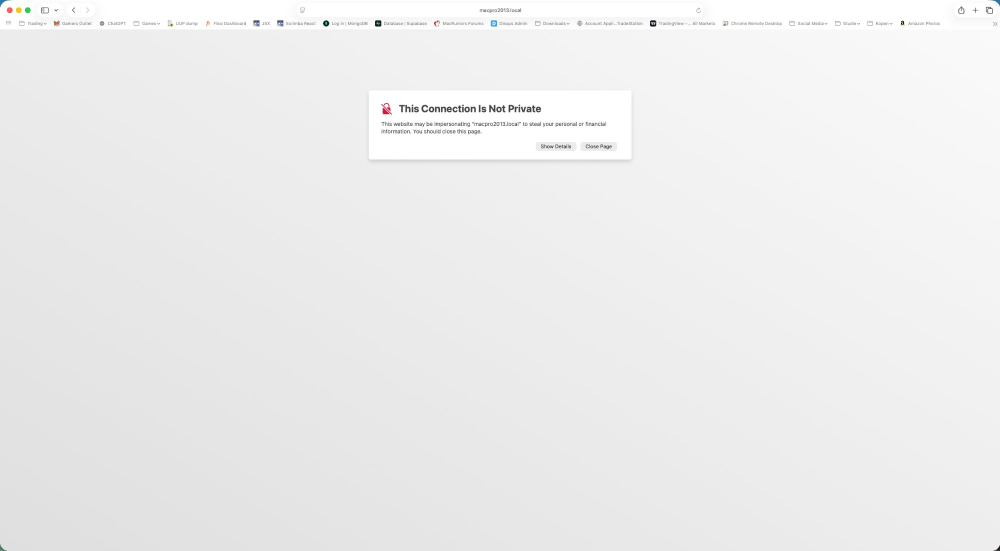 macpro2013.local
Trading Gamers Outlet ChatGPT Games UUP dump Fiksi Dashboard JSX Scrimba React Log in | MongoDB Database | Supabase MacRumors Forums Disqus Admin Downloads Account Appli...TradeStation TradingView –... All Markets Chrome Remote Desktop Social Media Studie Kopen Amazon Photos
This Connection Is Not Private
This website may be impersonating “macpro2013.local” to steal your personal or financial
information. You should close this page.
Show Details Close Page